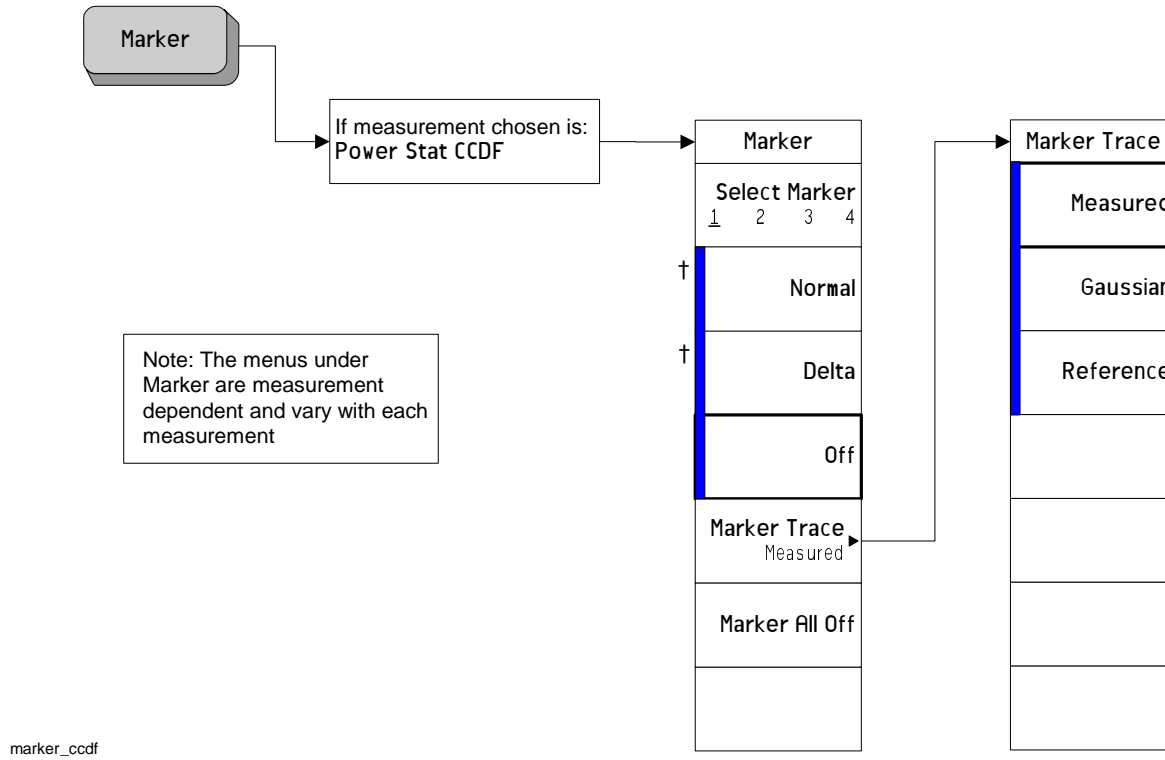 Marker
If measurement chosen is:
Power Stat CCDF
Note: The menus under
Marker are measurement
dependent and vary with each
measurement
Marker
Select Marker
1 2 3 4
†
Normal
†
Delta
Off
Marker Trace
Measured
Marker All Off
Marker Trace
Measured
Gaussian
Reference
marker_ccdf